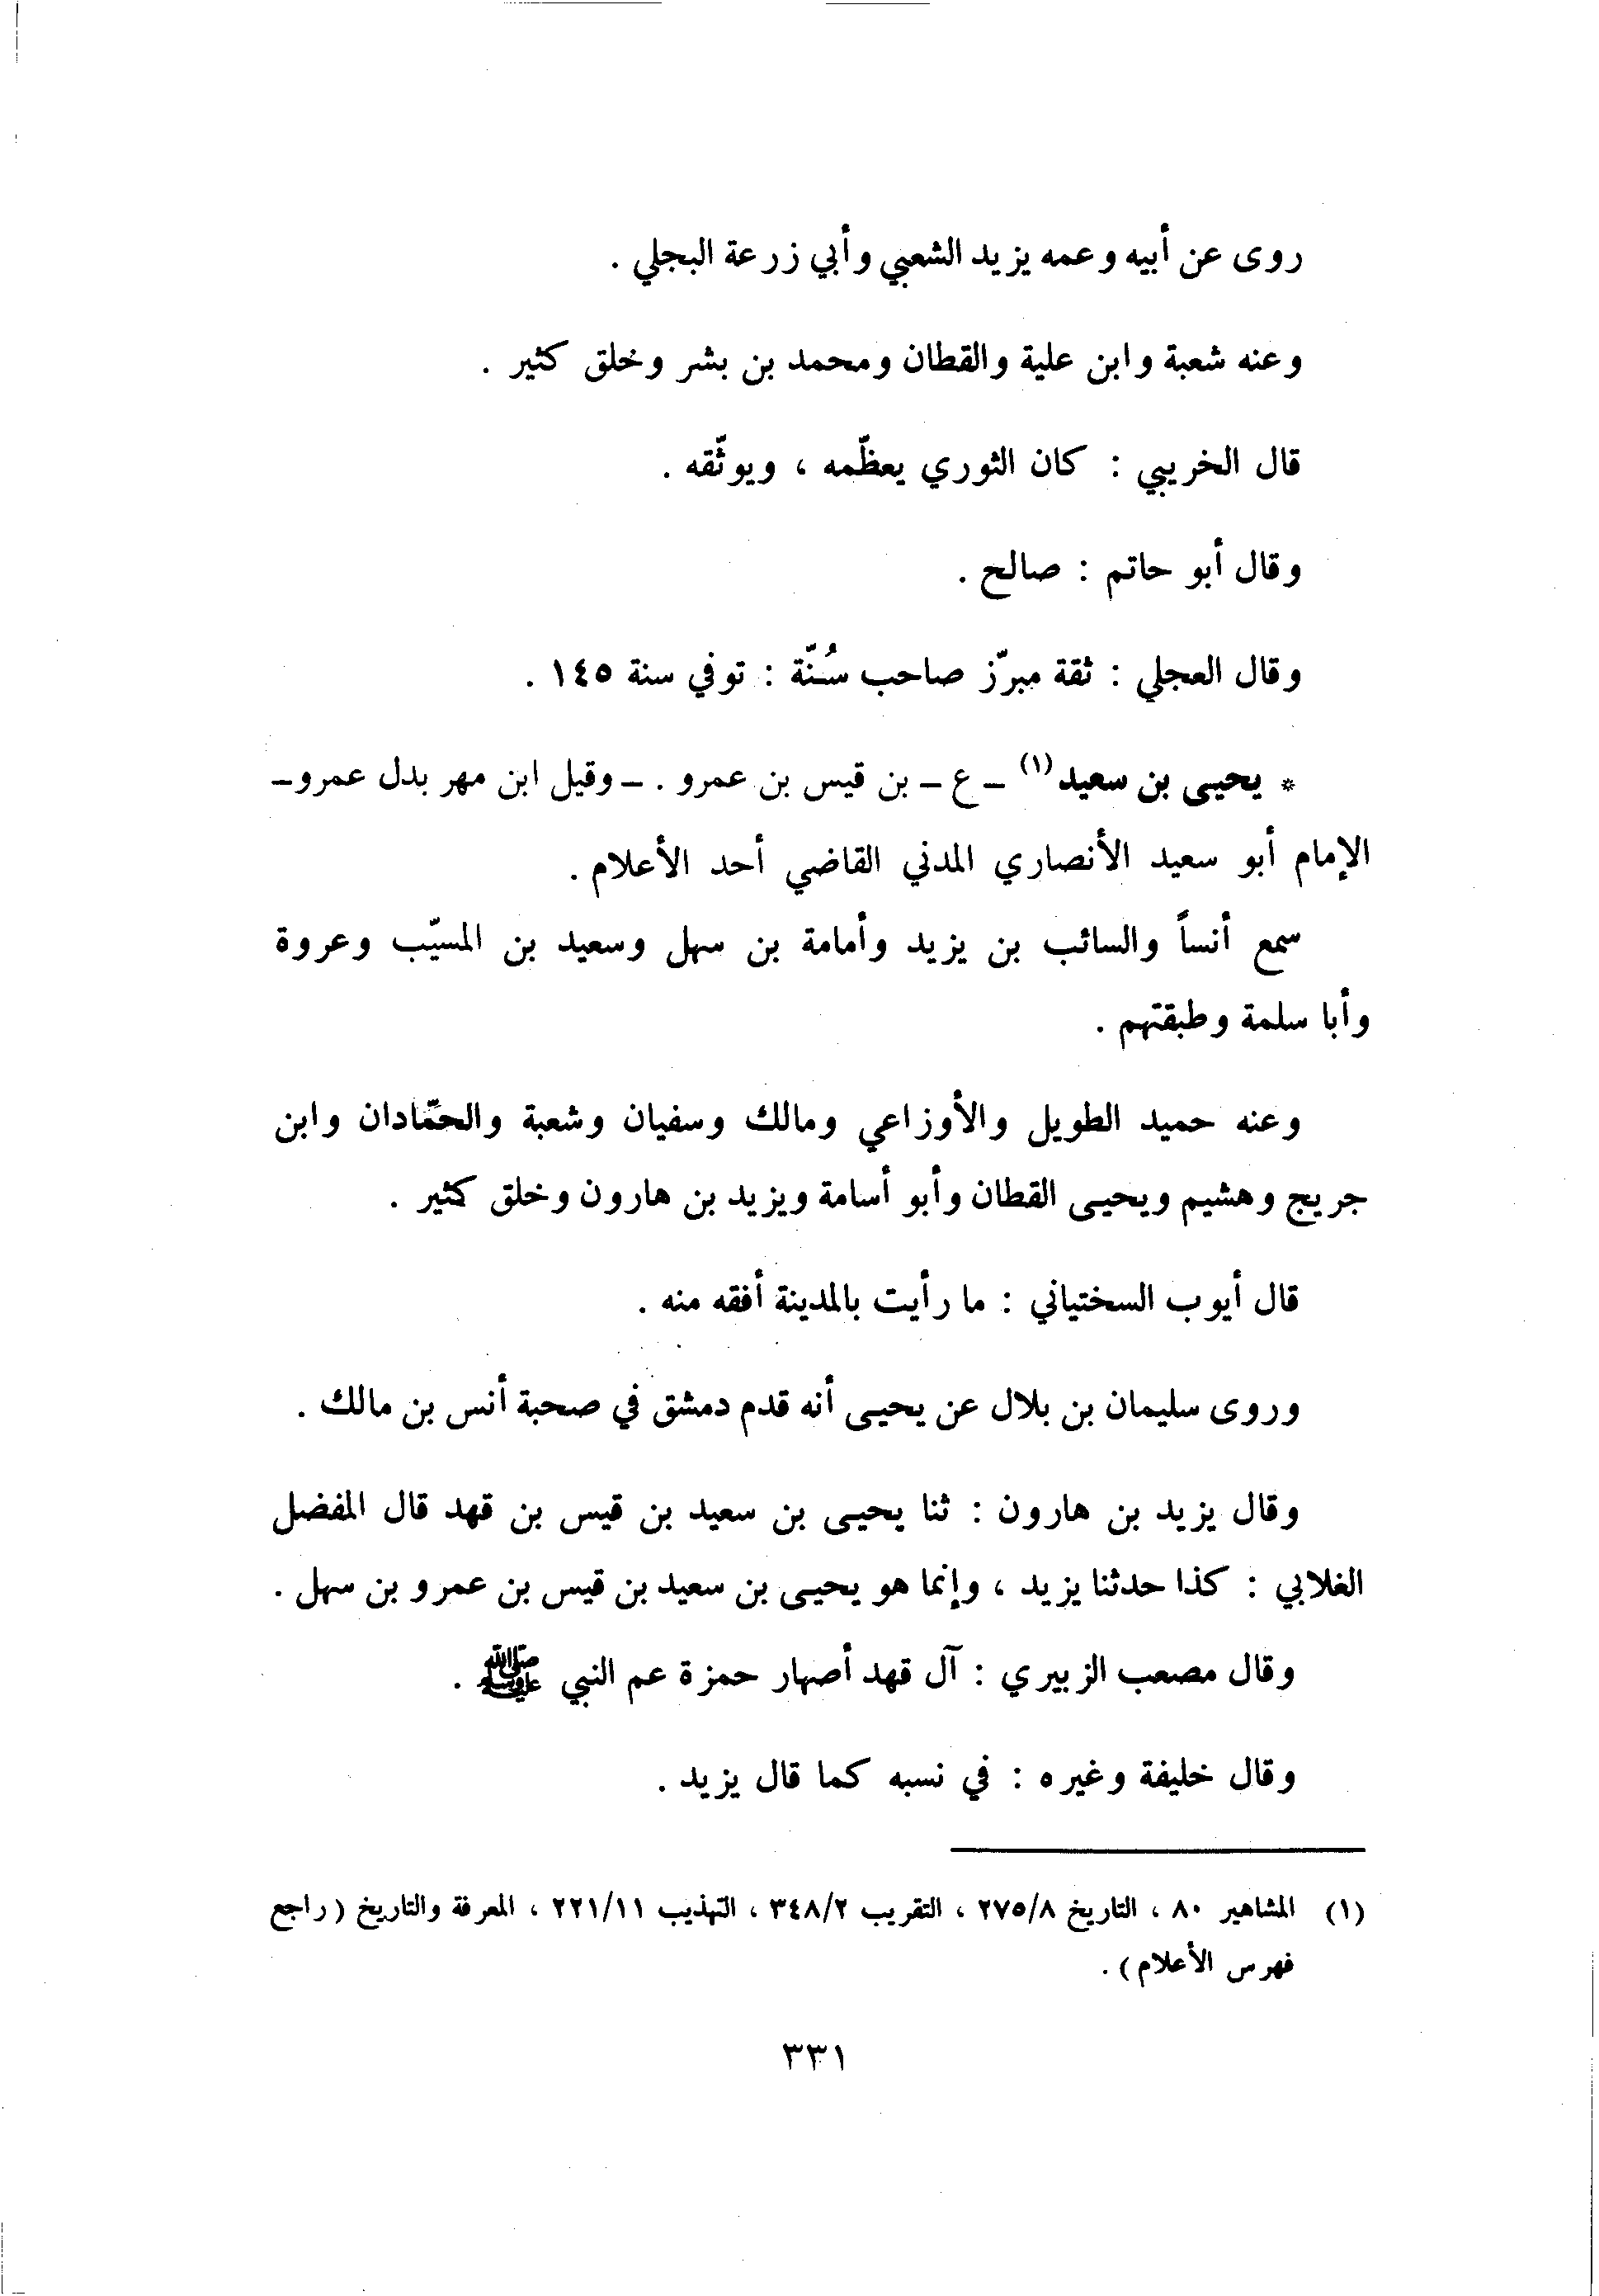 روى عن أبيه وعمه يزيد الشعبي وأبي زرعة البجلي .
وعنه شعبة وابن علية والقطان ومحمد بن بشر وخلق كثير .
قال الخريبي : كان الثوري يعظّمه ، ويوثّقه .
وقال أبو حاتم : صالح .
وقال العجلي : ثقة مبرّز صاحب سُنّة : توفي سنة ١٤٥ .
* يحيى بن سعيد (١) ـ ع ـ بن قيس بن عمرو . ـ وقيل ابن مهر بدل عمرو ـ
الإمام أبو سعيد الأنصاري المدني القاضي أحد الأعلام .
سمع أنساً والسائب بن يزيد وأمامة بن سهل وسعيد بن المسيّب وعروة
وأبا سلمة وطبقتهم .
وعنه حميد الطويل والأوزاعي ومالك وسفيان وشعبة والحمّادان وابن
جريج وهشيم ويحيى القطان وأبو أسامة ويزيد بن هارون وخلق كثير .
قال أيوب السختياني : ما رأيت بالمدينة أفقه منه .
وروى سليمان بن بلال عن يحيى أنه قدم دمشق في صحبة أنس بن مالك .
وقال يزيد بن هارون : ثنا يحيى بن سعيد بن قيس بن قهد قال المفضل
الغلابي : كذا حدثنا يزيد ، وإنما هو يحيى بن سعيد بن قيس بن عمرو بن سهل .
وقال مصعب الزبيري : آل قهد أصهار حمزة عم النبي ﷺ .
وقال خليفة وغيره : في نسبه كما قال يزيد .
(١) المشاهير ٨٠ ، التاريخ ٢٧٥/٨ ، التقريب ٣٤٨/٢ ، التهذيب ٢٢١/١١ ، المعرفة والتاريخ (راجع
فهرس الأعلام) .
٣٣١